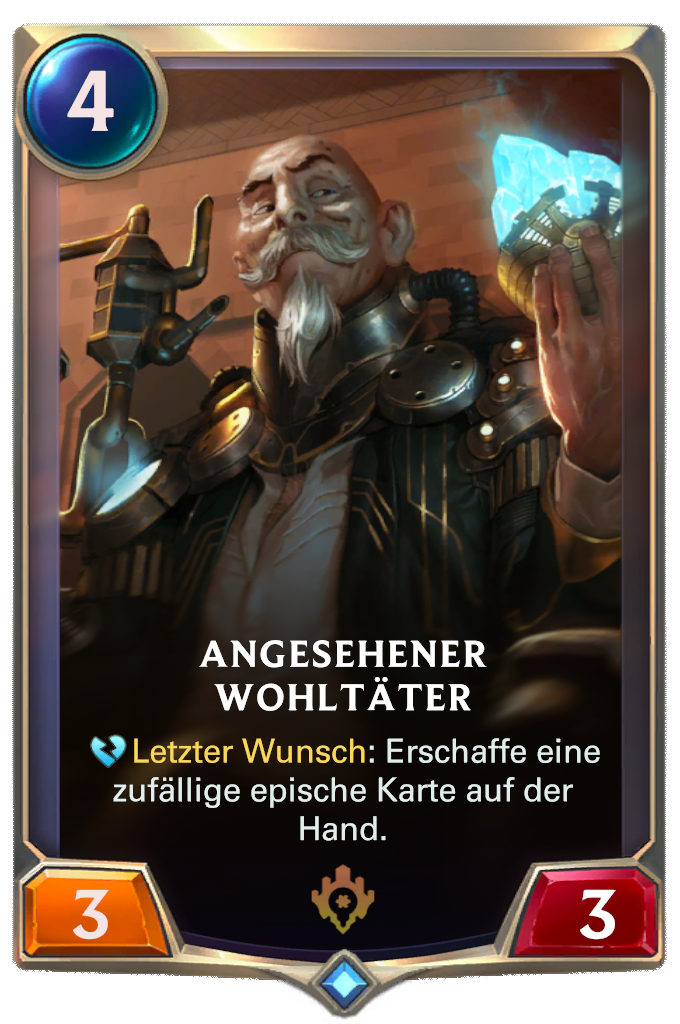 4
ANGESEHENER
WOHLTÄTER
Letzter Wunsch: Erschaffe eine
zufällige epische Karte auf der
Hand.
3
3